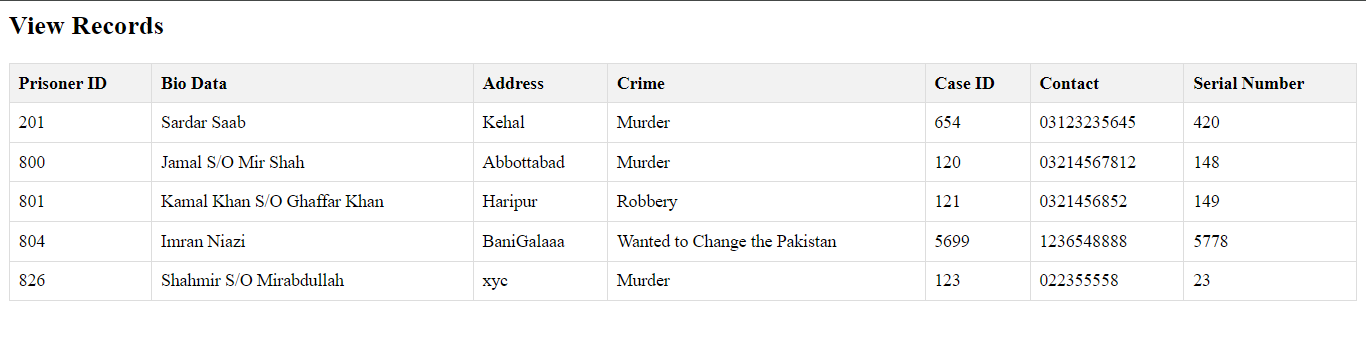 View Records
Prisoner ID Bio Data Address Crime Case ID Contact Serial Number
201 Sardar Saab Kehal Murder 654 03123235645 420
800 Jamal S/O Mir Shah Abbottabad Murder 120 03214567812 148
801 Kamal Khan S/O Ghaffar Khan Haripur Robbery 121 0321456852 149
804 Imran Niazi BaniGalaaa Wanted to Change the Pakistan 5699 1236548888 5778
826 Shahmir S/O Mirabdullah xyc Murder 123 022355558 23